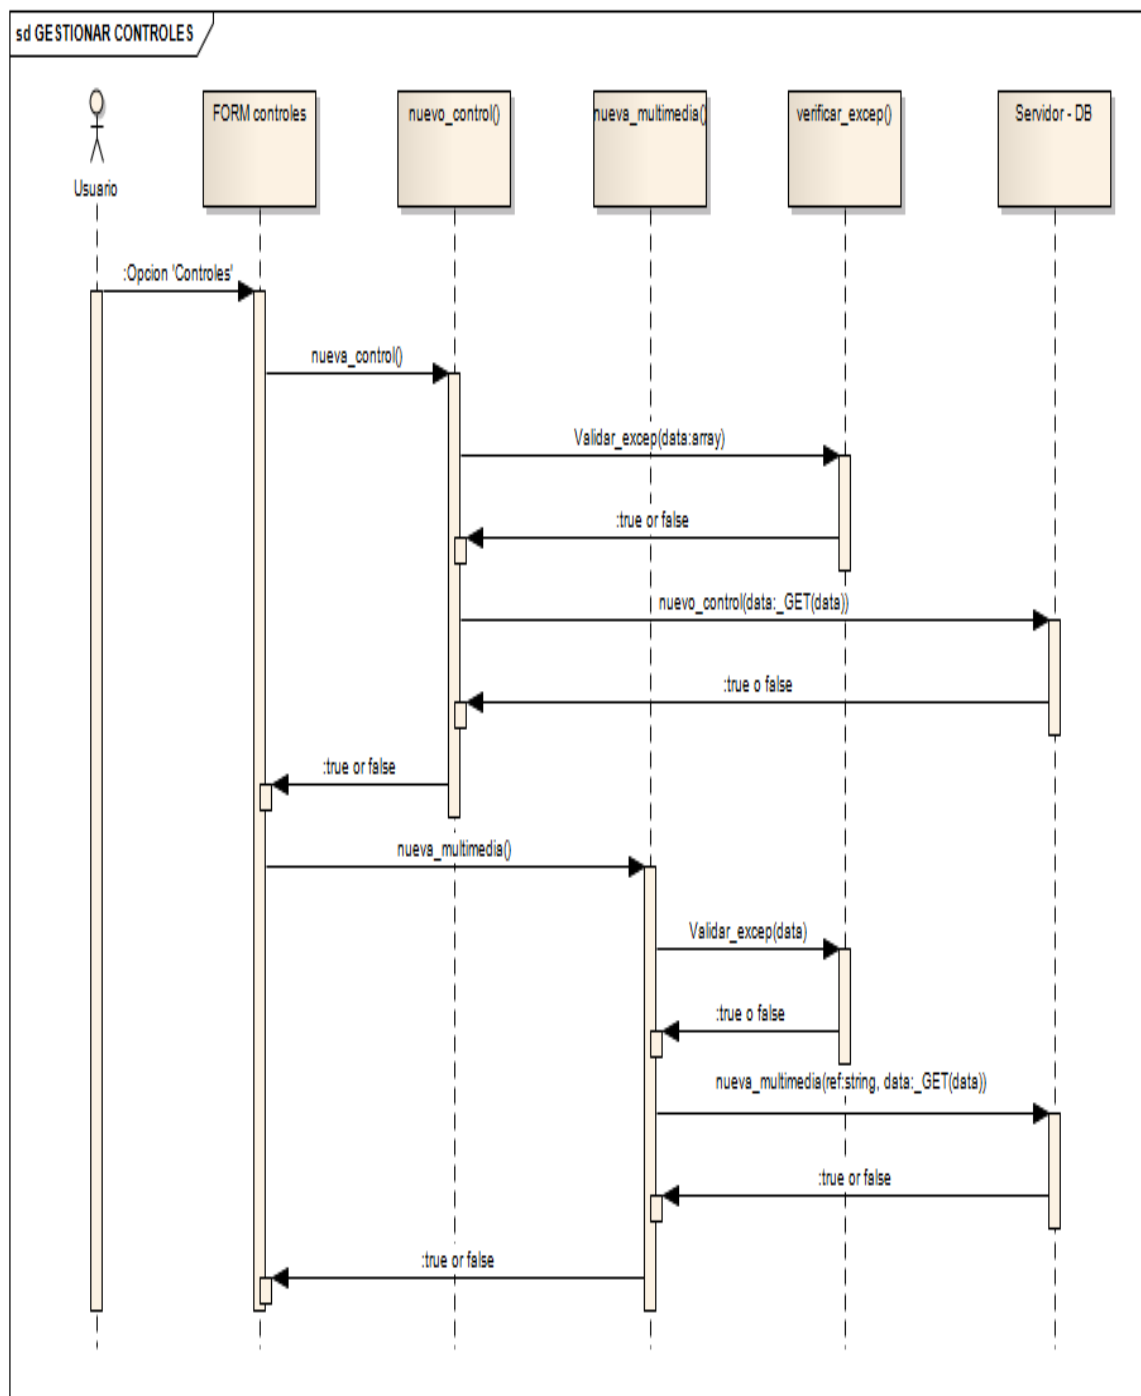 sd GESTIONAR CONTROLES
Usuario
FORM controles
nuevo_control()
nueva_multimedia()
verificar_excep()
Servidor - DB
:Opcion 'Controles'
nueva_control()
Validar_excep(data:array)
:true or false
nuevo_control(data:_GET(data))
:true o false
:true or false
nueva_multimedia()
Validar_excep(data)
:true o false
nueva_multimedia(ref:string, data:_GET(data))
:true or false
:true or false